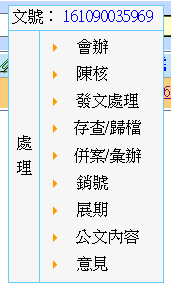 文號： 161090035969
處理
會辦
陳核
發文處理
存查/歸檔
併案/彙辦
銷號
展期
公文內容
意見
6